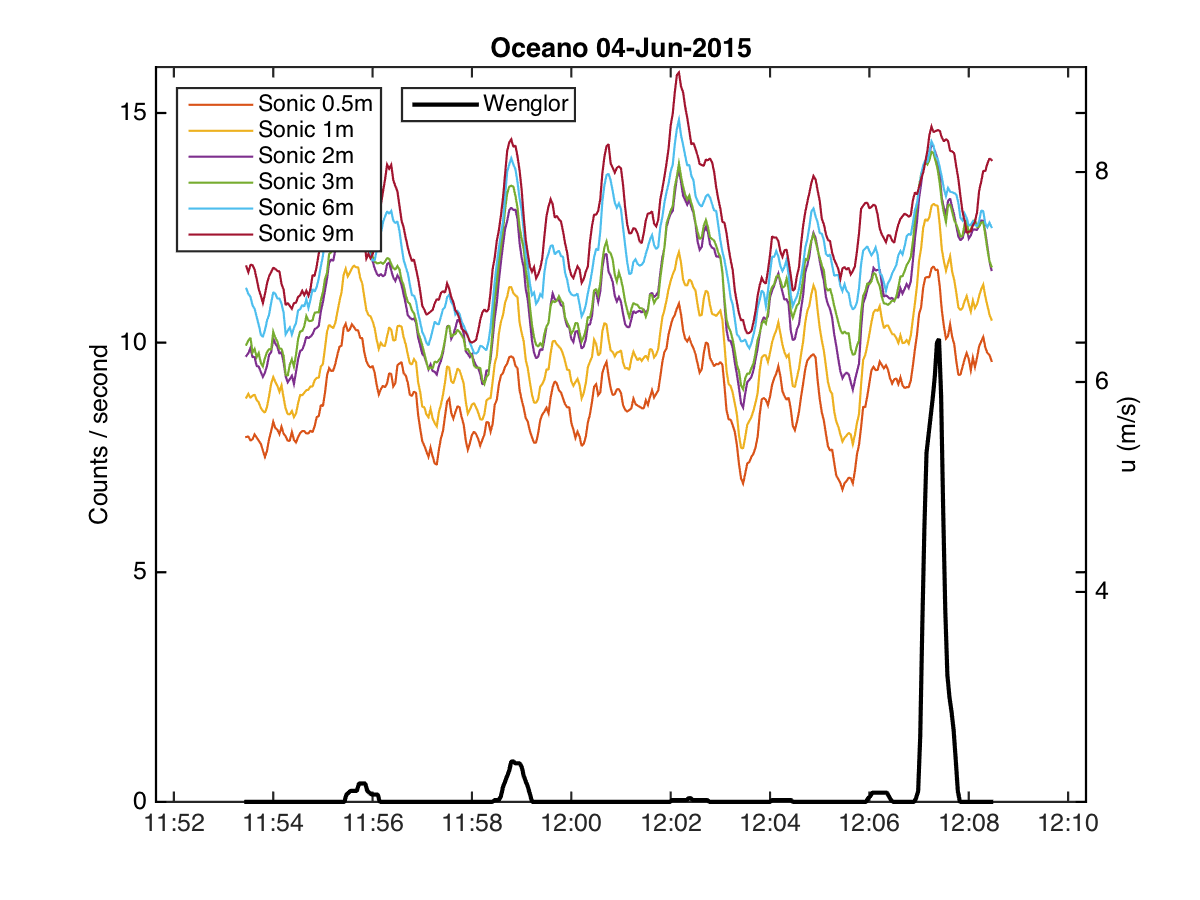 Oceano 04-Jun-2015
Sonic 0.5m
Sonic 1m
Sonic 2m
Sonic 3m
Sonic 6m
Sonic 9m
Wenglor
15
10
5
0
Counts / second
8
6
4
u (m/s)
11:52 11:54 11:56 11:58 12:00 12:02 12:04 12:06 12:08 12:10